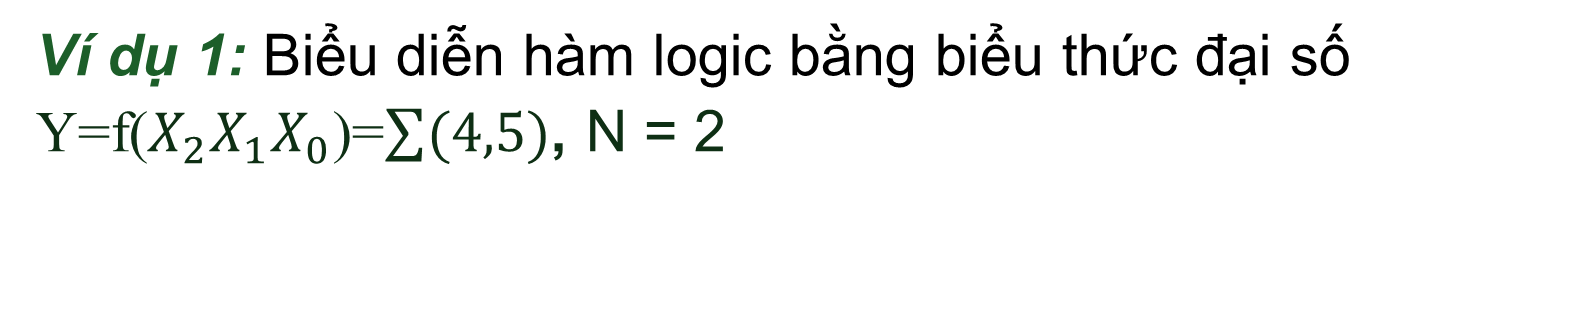 Ví dụ 1: Biểu diễn hàm logic bằng biểu thức đại số
Y=f(X₂X₁X₀)=∑(4,5), N = 2